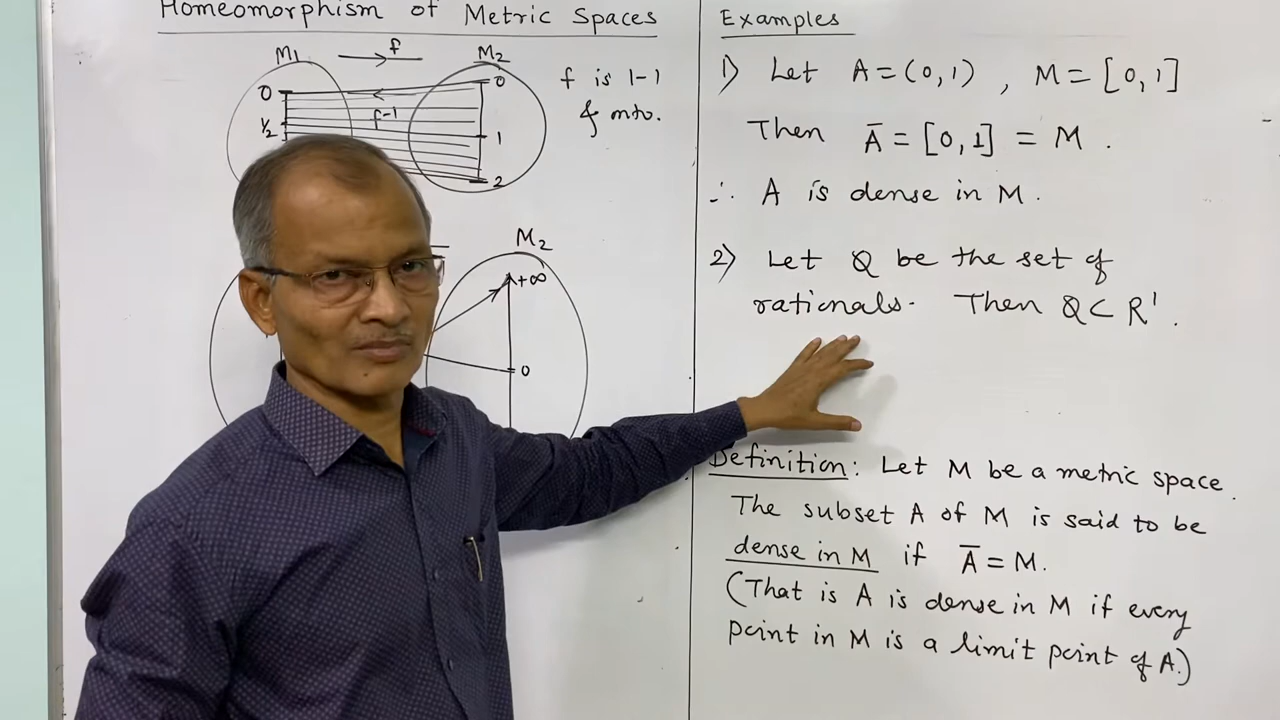 Homeomorphism of Metric Spaces
M₁ f M₂
0 0
f⁻¹
½ 1
2
f is 1-1
& onto.
M₂
+∞
0
Examples
1) Let A = (0, 1) , M = [0, 1]
Then Ā = [0, 1] = M .
∴ A is dense in M .
2) Let Q be the set of
rationals. Then Q ⊂ R¹ .
Definition: Let M be a metric space .
The subset A of M is said to be
dense in M if Ā = M.
(That is A is dense in M if every
point in M is a limit point of A.)